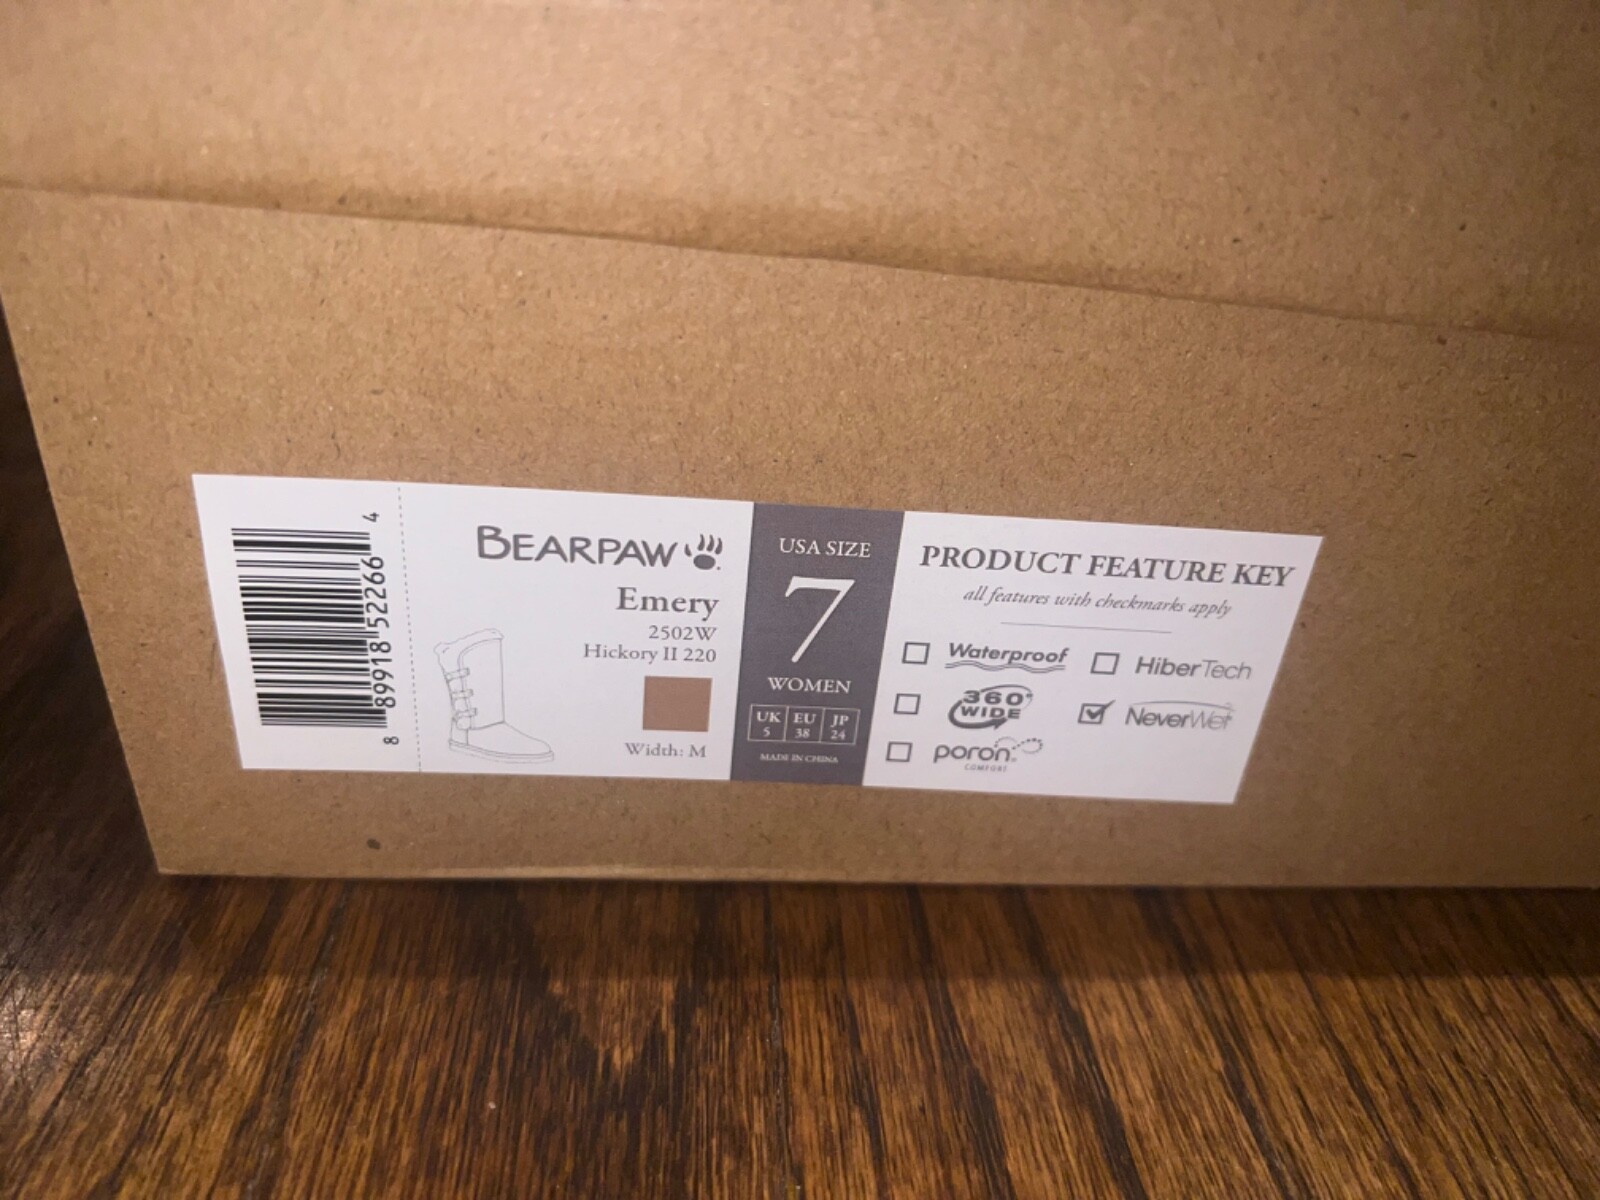 8 89918 52266 4
BEARPAW
Emery
2502W
Hickory II 220
Width: M
USA SIZE
7
WOMEN
UK EU JP
5 38 24
MADE IN CHINA
PRODUCT FEATURE KEY
all features with checkmarks apply
Waterproof
HiberTech
360°
WIDE
NeverWet
poron
COMFORT